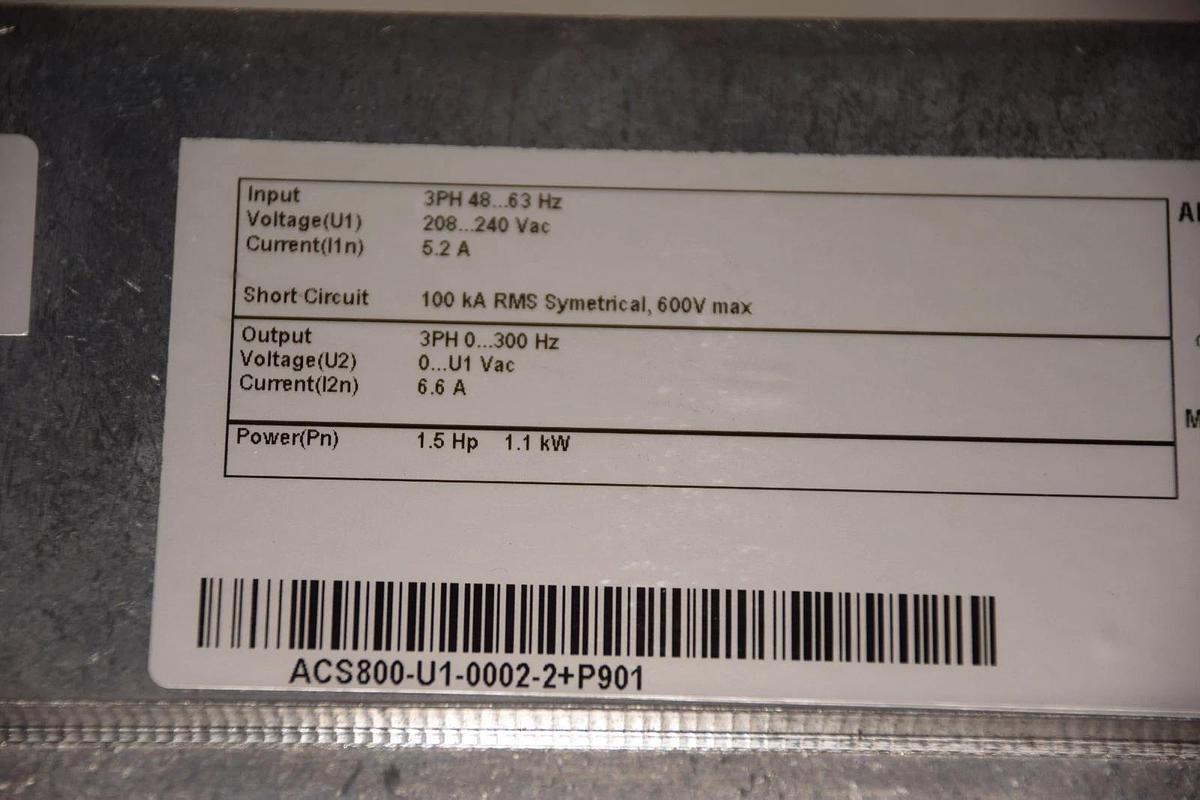 Input 3PH 48...63 Hz
Voltage(U1) 208...240 Vac
Current(I1n) 5.2 A
Short Circuit 100 kA RMS Symetrical, 600V max
Output 3PH 0...300 Hz
Voltage(U2) 0...U1 Vac
Current(I2n) 6.6 A
Power(Pn) 1.5 Hp 1.1 kW
ACS800-U1-0002-2+P901